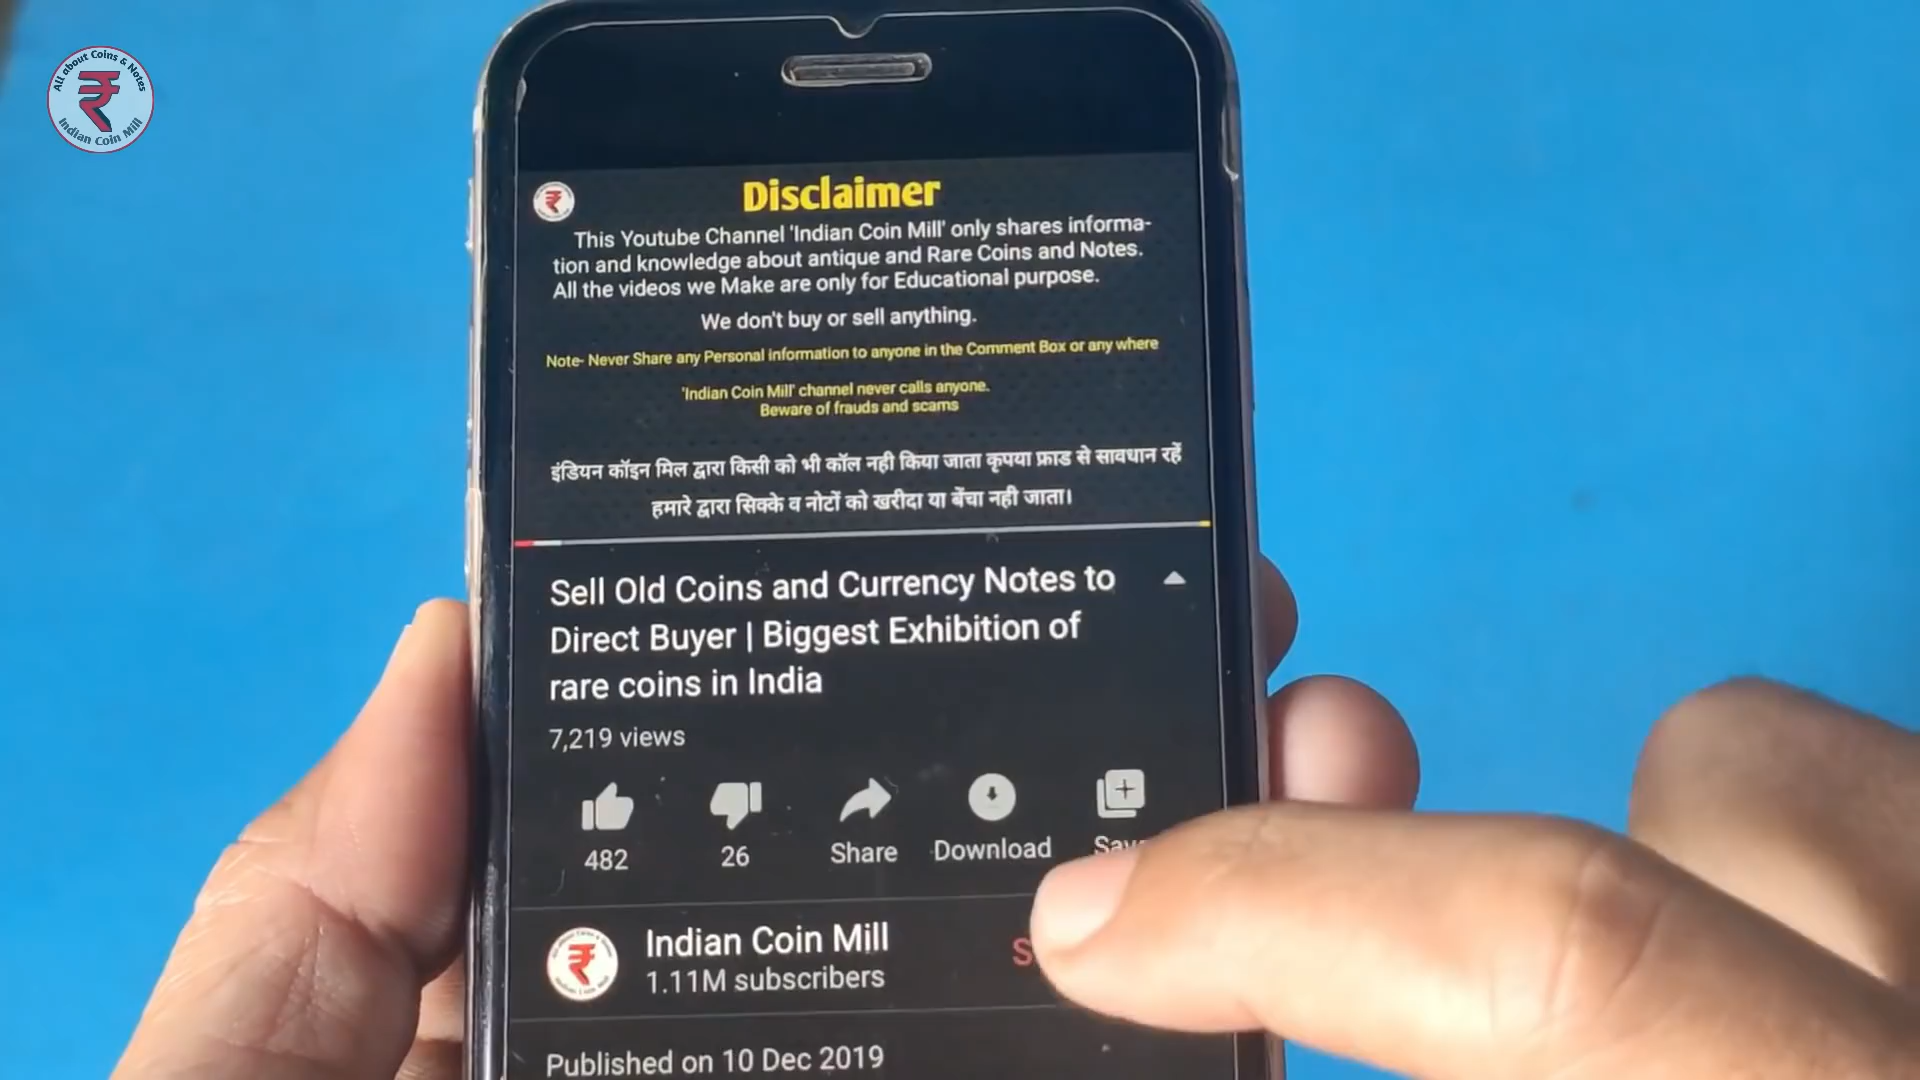 All about Coins & Notes
Indian Coin Mill
Disclaimer
This Youtube Channel 'Indian Coin Mill' only shares informa-
tion and knowledge about antique and Rare Coins and Notes.
All the videos we Make are only for Educational purpose.
We don't buy or sell anything.
Note- Never Share any Personal information to anyone in the Comment Box or any where
'Indian Coin Mill' channel never calls anyone.
Beware of frauds and scams
इंडियन कॉइन मिल द्वारा किसी को भी कॉल नही किया जाता कृपया फ्राड से सावधान रहें
हमारे द्वारा सिक्के व नोटों को खरीदा या बेंचा नही जाता।
Sell Old Coins and Currency Notes to
Direct Buyer | Biggest Exhibition of
rare coins in India
7,219 views
482
26
Share
Download
Indian Coin Mill
1.11M subscribers
Published on 10 Dec 2019